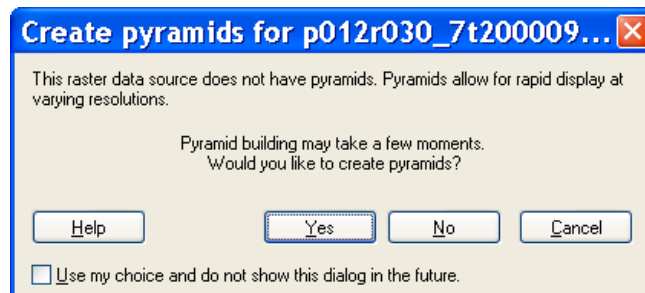 Create pyramids for p012r030_7t200009...
This raster data source does not have pyramids. Pyramids allow for rapid display at
varying resolutions.
Pyramid building may take a few moments.
Would you like to create pyramids?
Help Yes No Cancel
Use my choice and do not show this dialog in the future.